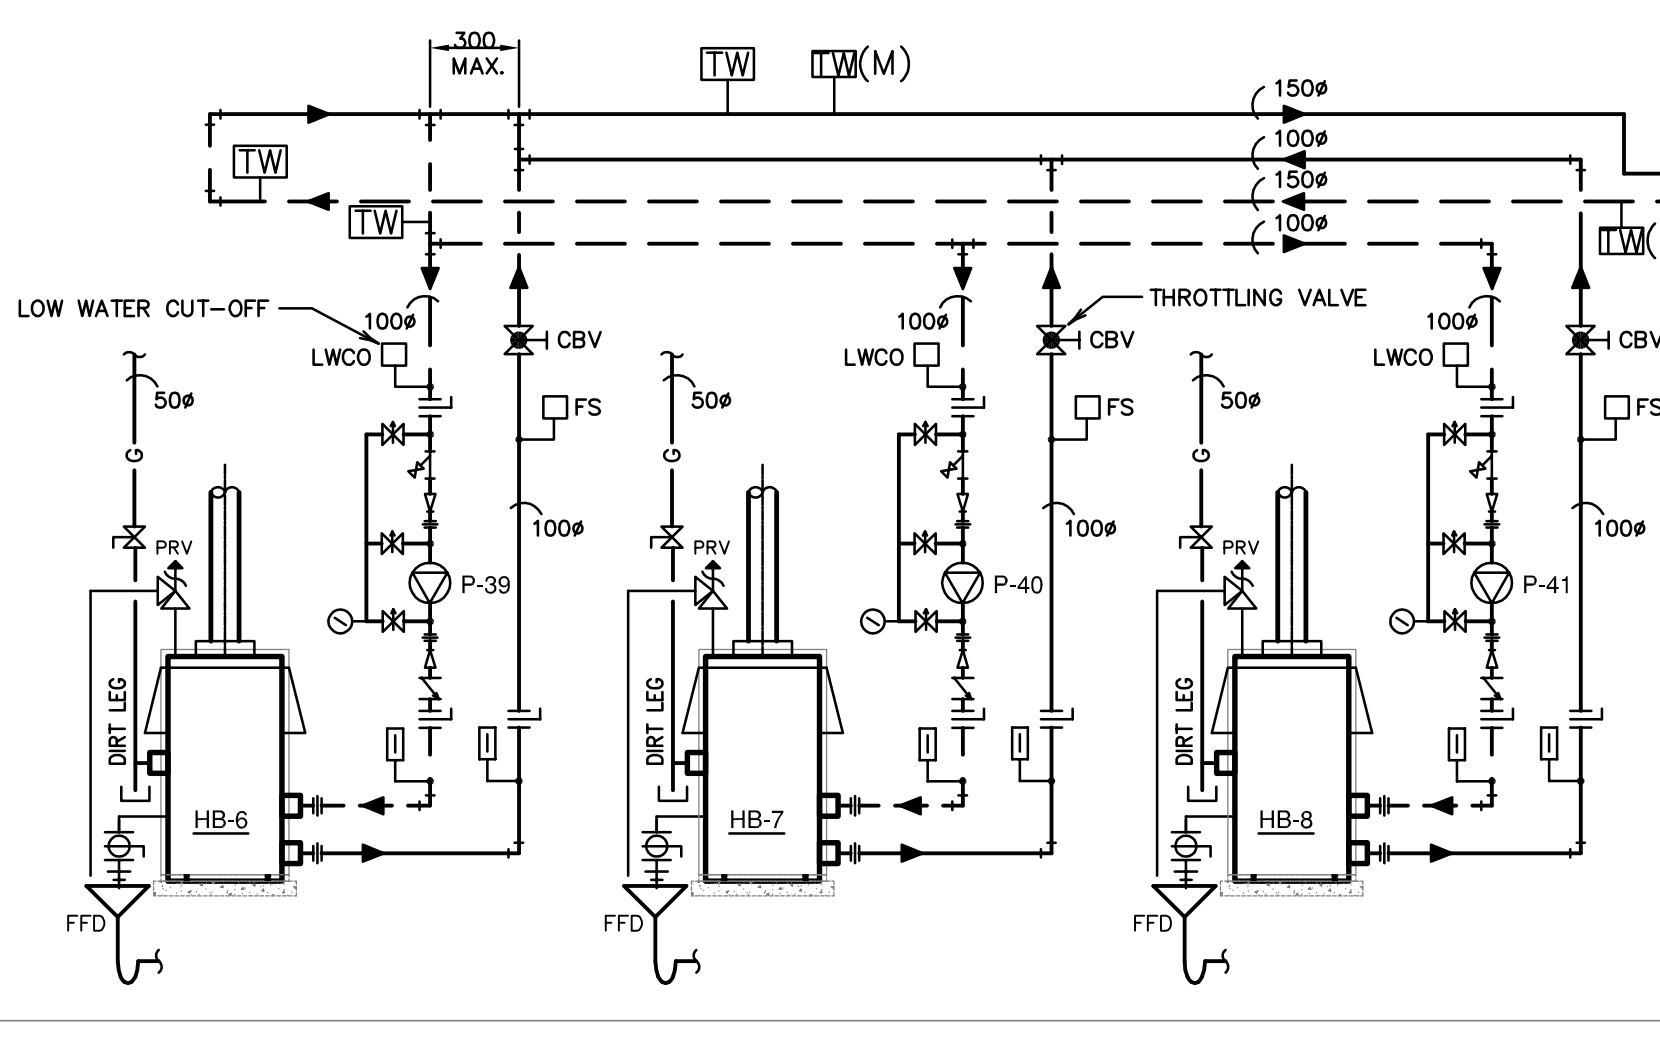 300
MAX.
TW
TW(M)
150ø
100ø
TW
150ø
TW
100ø
TW(
LOW WATER CUT-OFF
THROTTLING VALVE
100ø
100ø
100ø
LWCO
CBV
LWCO
CBV
LWCO
CBV
50ø
FS
50ø
FS
50ø
FS
G
G
G
100ø
100ø
100ø
PRV
PRV
PRV
P-39
P-40
P-41
DIRT LEG
DIRT LEG
DIRT LEG
HB-6
HB-7
HB-8
FFD
FFD
FFD